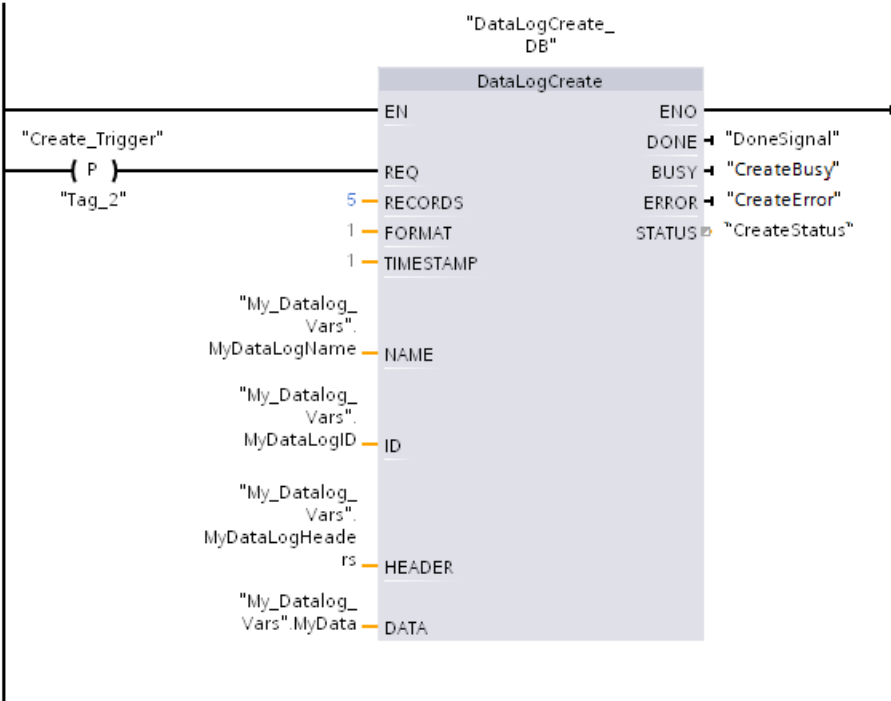 "DataLogCreate_
DB"
DataLogCreate
EN
ENO
"Create_Trigger"
DONE
"DoneSignal"
P
REQ
BUSY
"CreateBusy"
"Tag_2"
5
RECORDS
ERROR
"CreateError"
1
FORMAT
STATUS
"CreateStatus"
1
TIMESTAMP
"My_Datalog_
Vars".
MyDataLogName
NAME
"My_Datalog_
Vars".
MyDataLogID
ID
"My_Datalog_
Vars".
MyDataLogHeade
rs
HEADER
"My_Datalog_
Vars".MyData
DATA